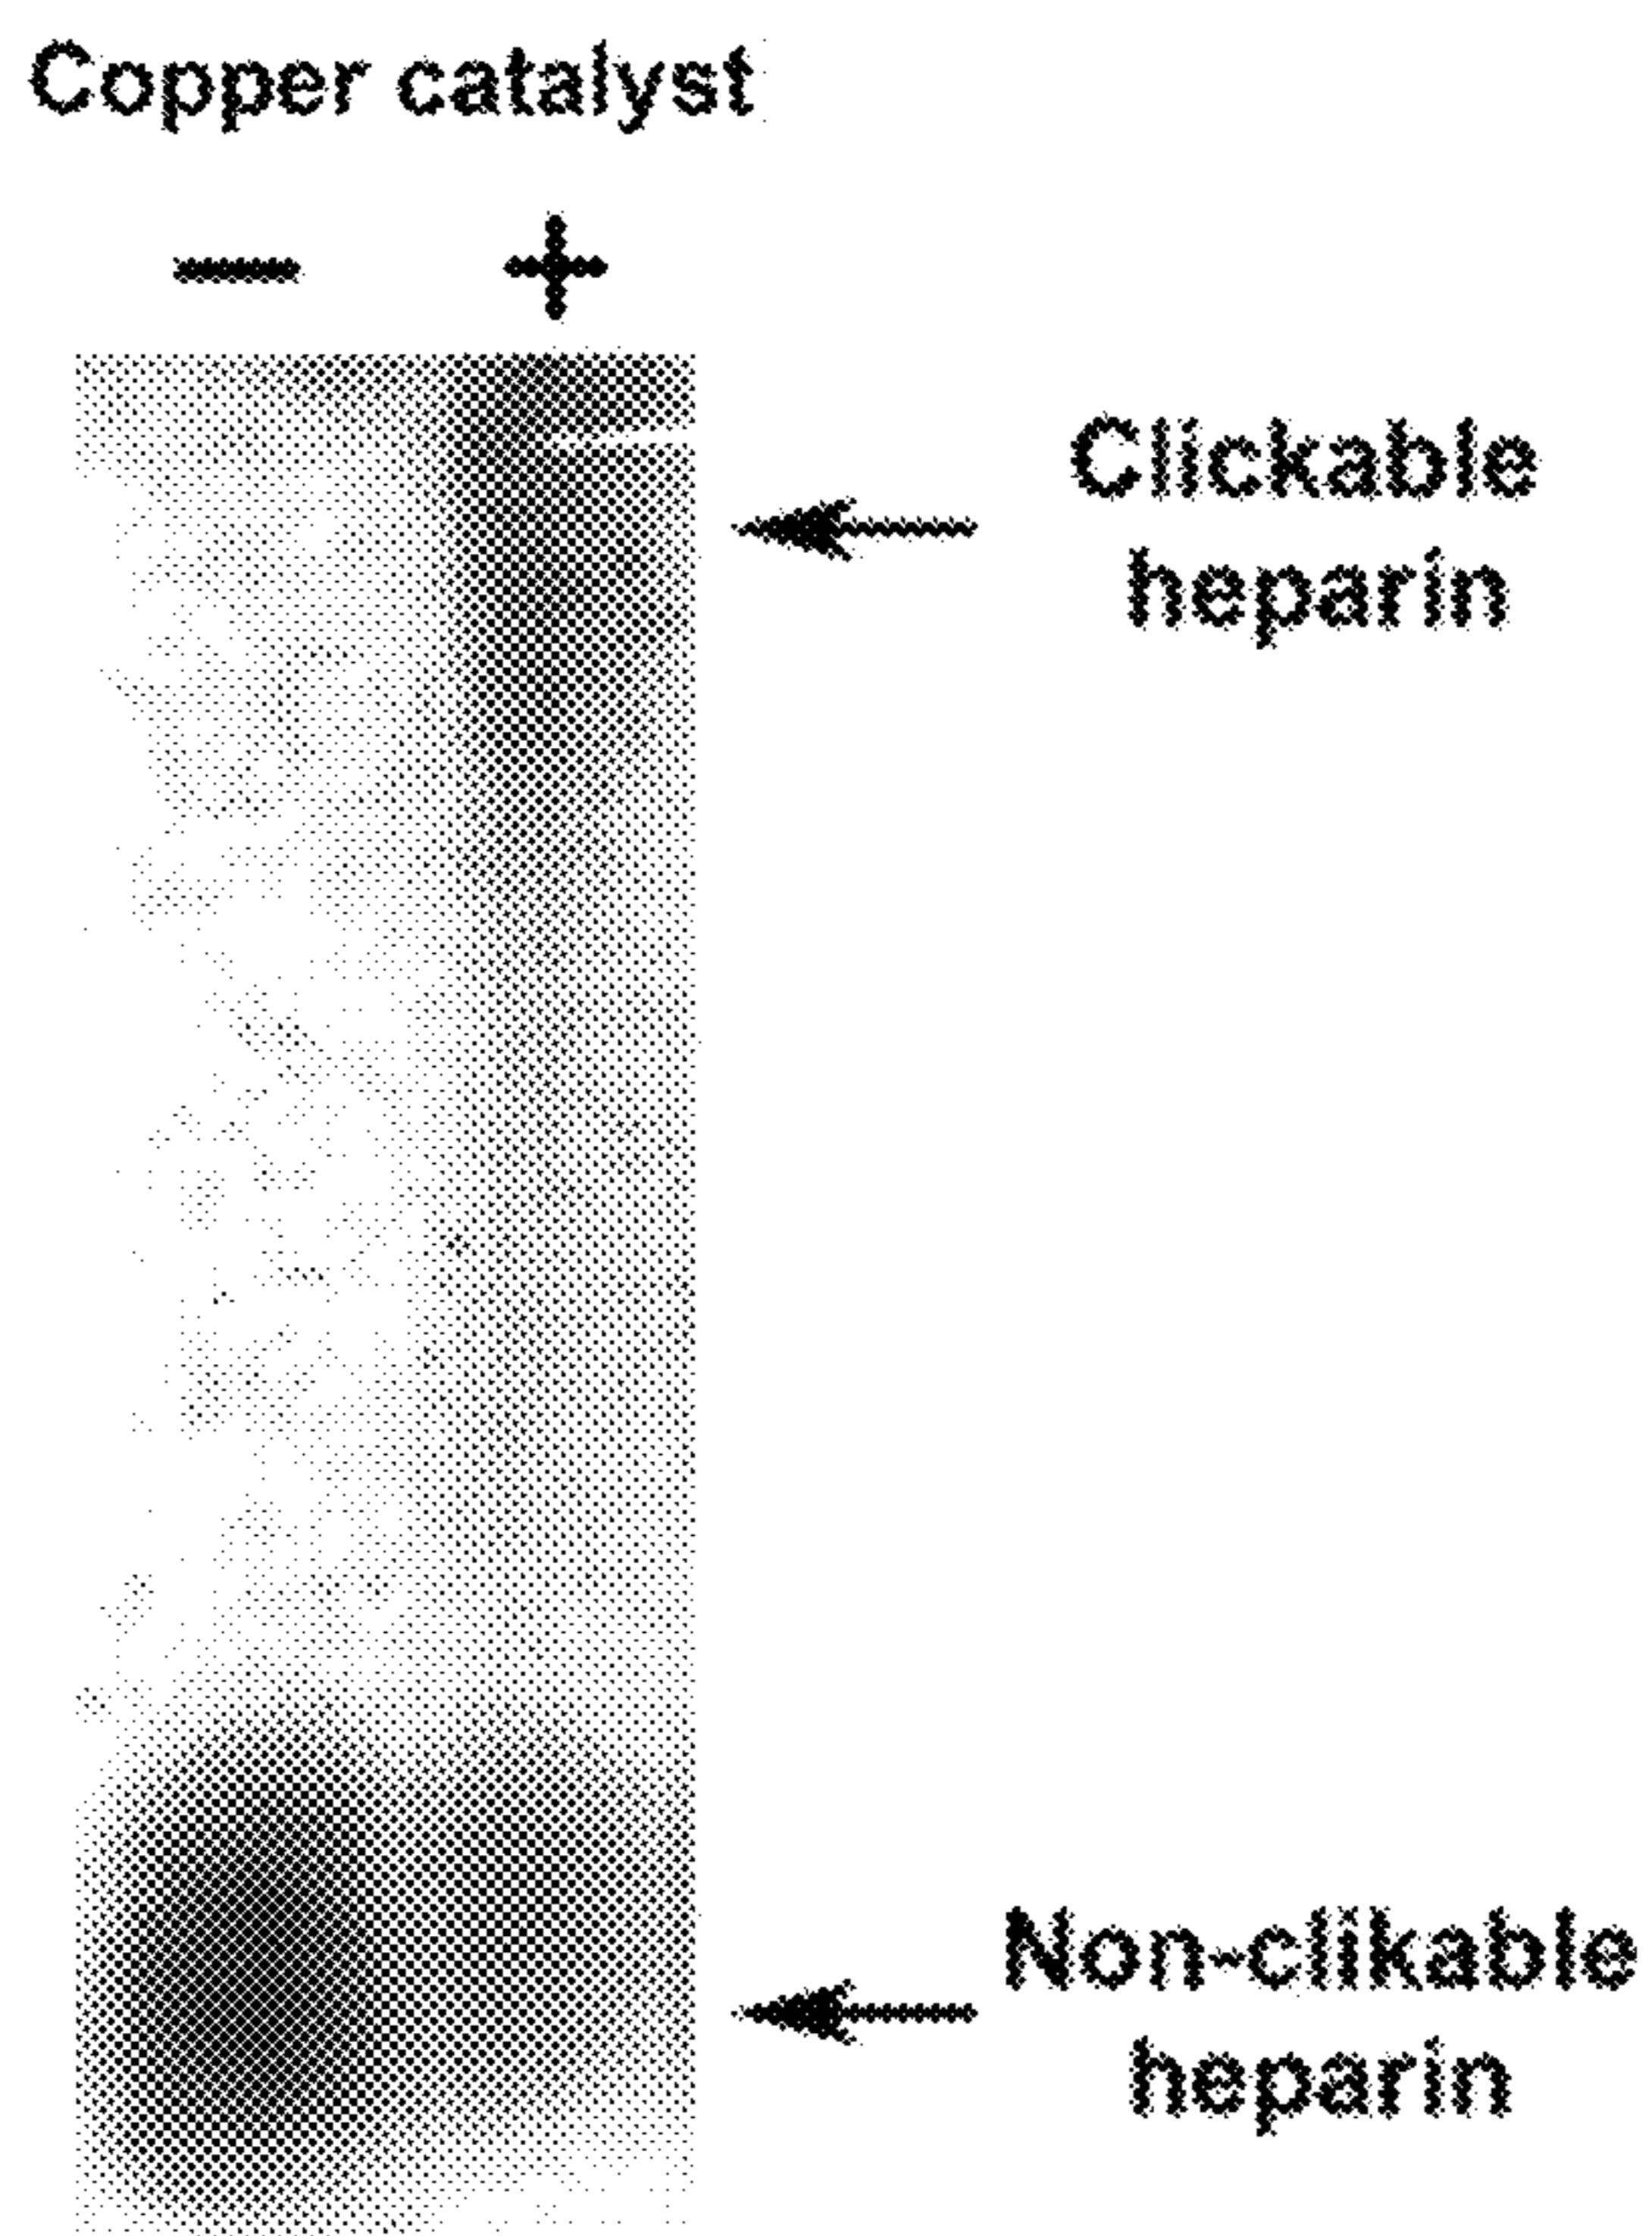 Copper catalyst
− +
Clickable
heparin
Non-clikable
heparin